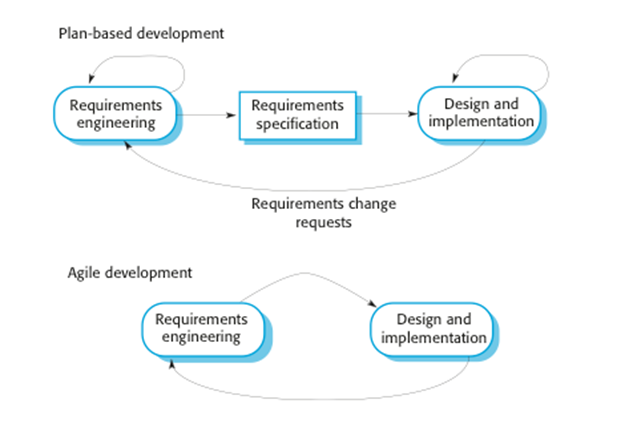 Plan-based development
Requirements
engineering
Requirements
specification
Design and
implementation
Requirements change
requests
Agile development
Requirements
engineering
Design and
implementation